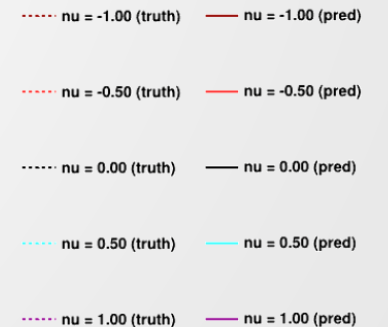 nu = -1.00 (truth) nu = -1.00 (pred)
nu = -0.50 (truth) nu = -0.50 (pred)
nu = 0.00 (truth) nu = 0.00 (pred)
nu = 0.50 (truth) nu = 0.50 (pred)
nu = 1.00 (truth) nu = 1.00 (pred)